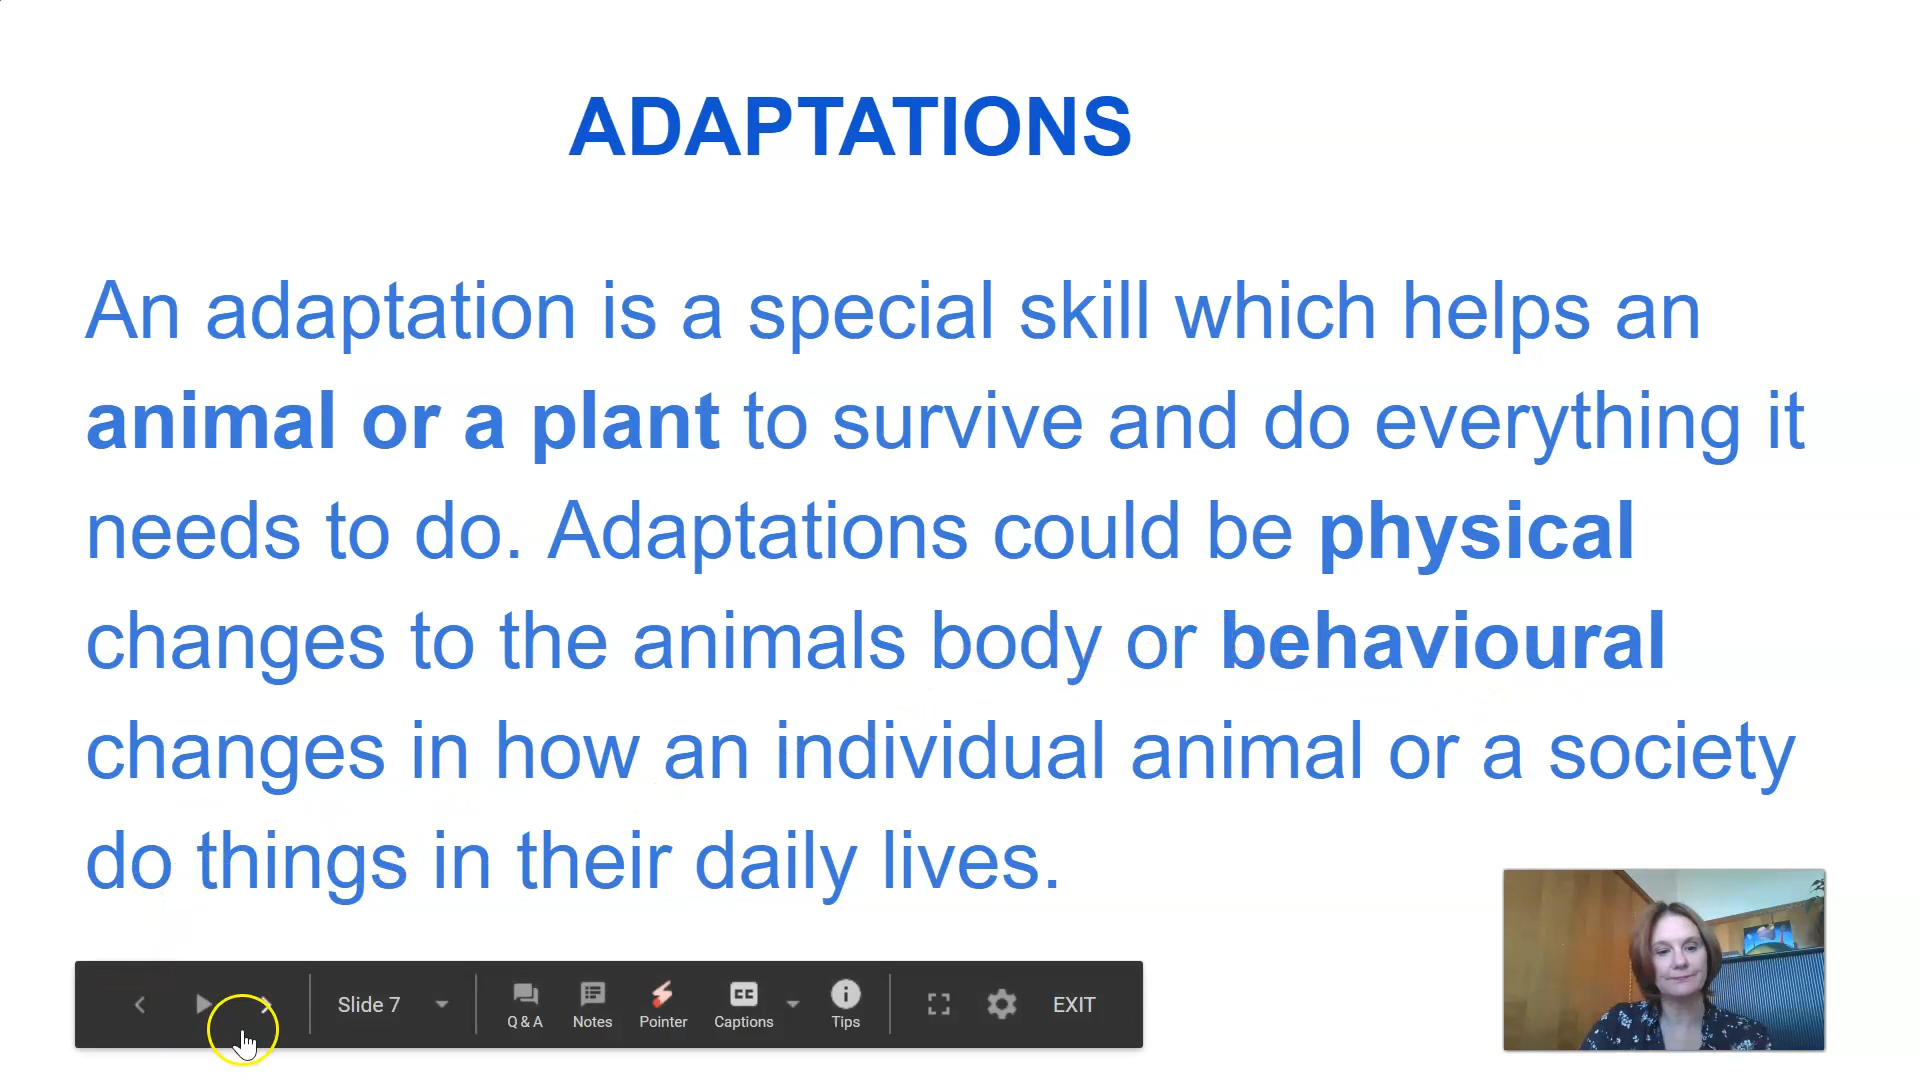 ADAPTATIONS
An adaptation is a special skill which helps an
animal or a plant to survive and do everything it
needs to do. Adaptations could be physical
changes to the animals body or behavioural
changes in how an individual animal or a society
do things in their daily lives.
Slide 7 Q & A Notes Pointer CC Captions Tips EXIT